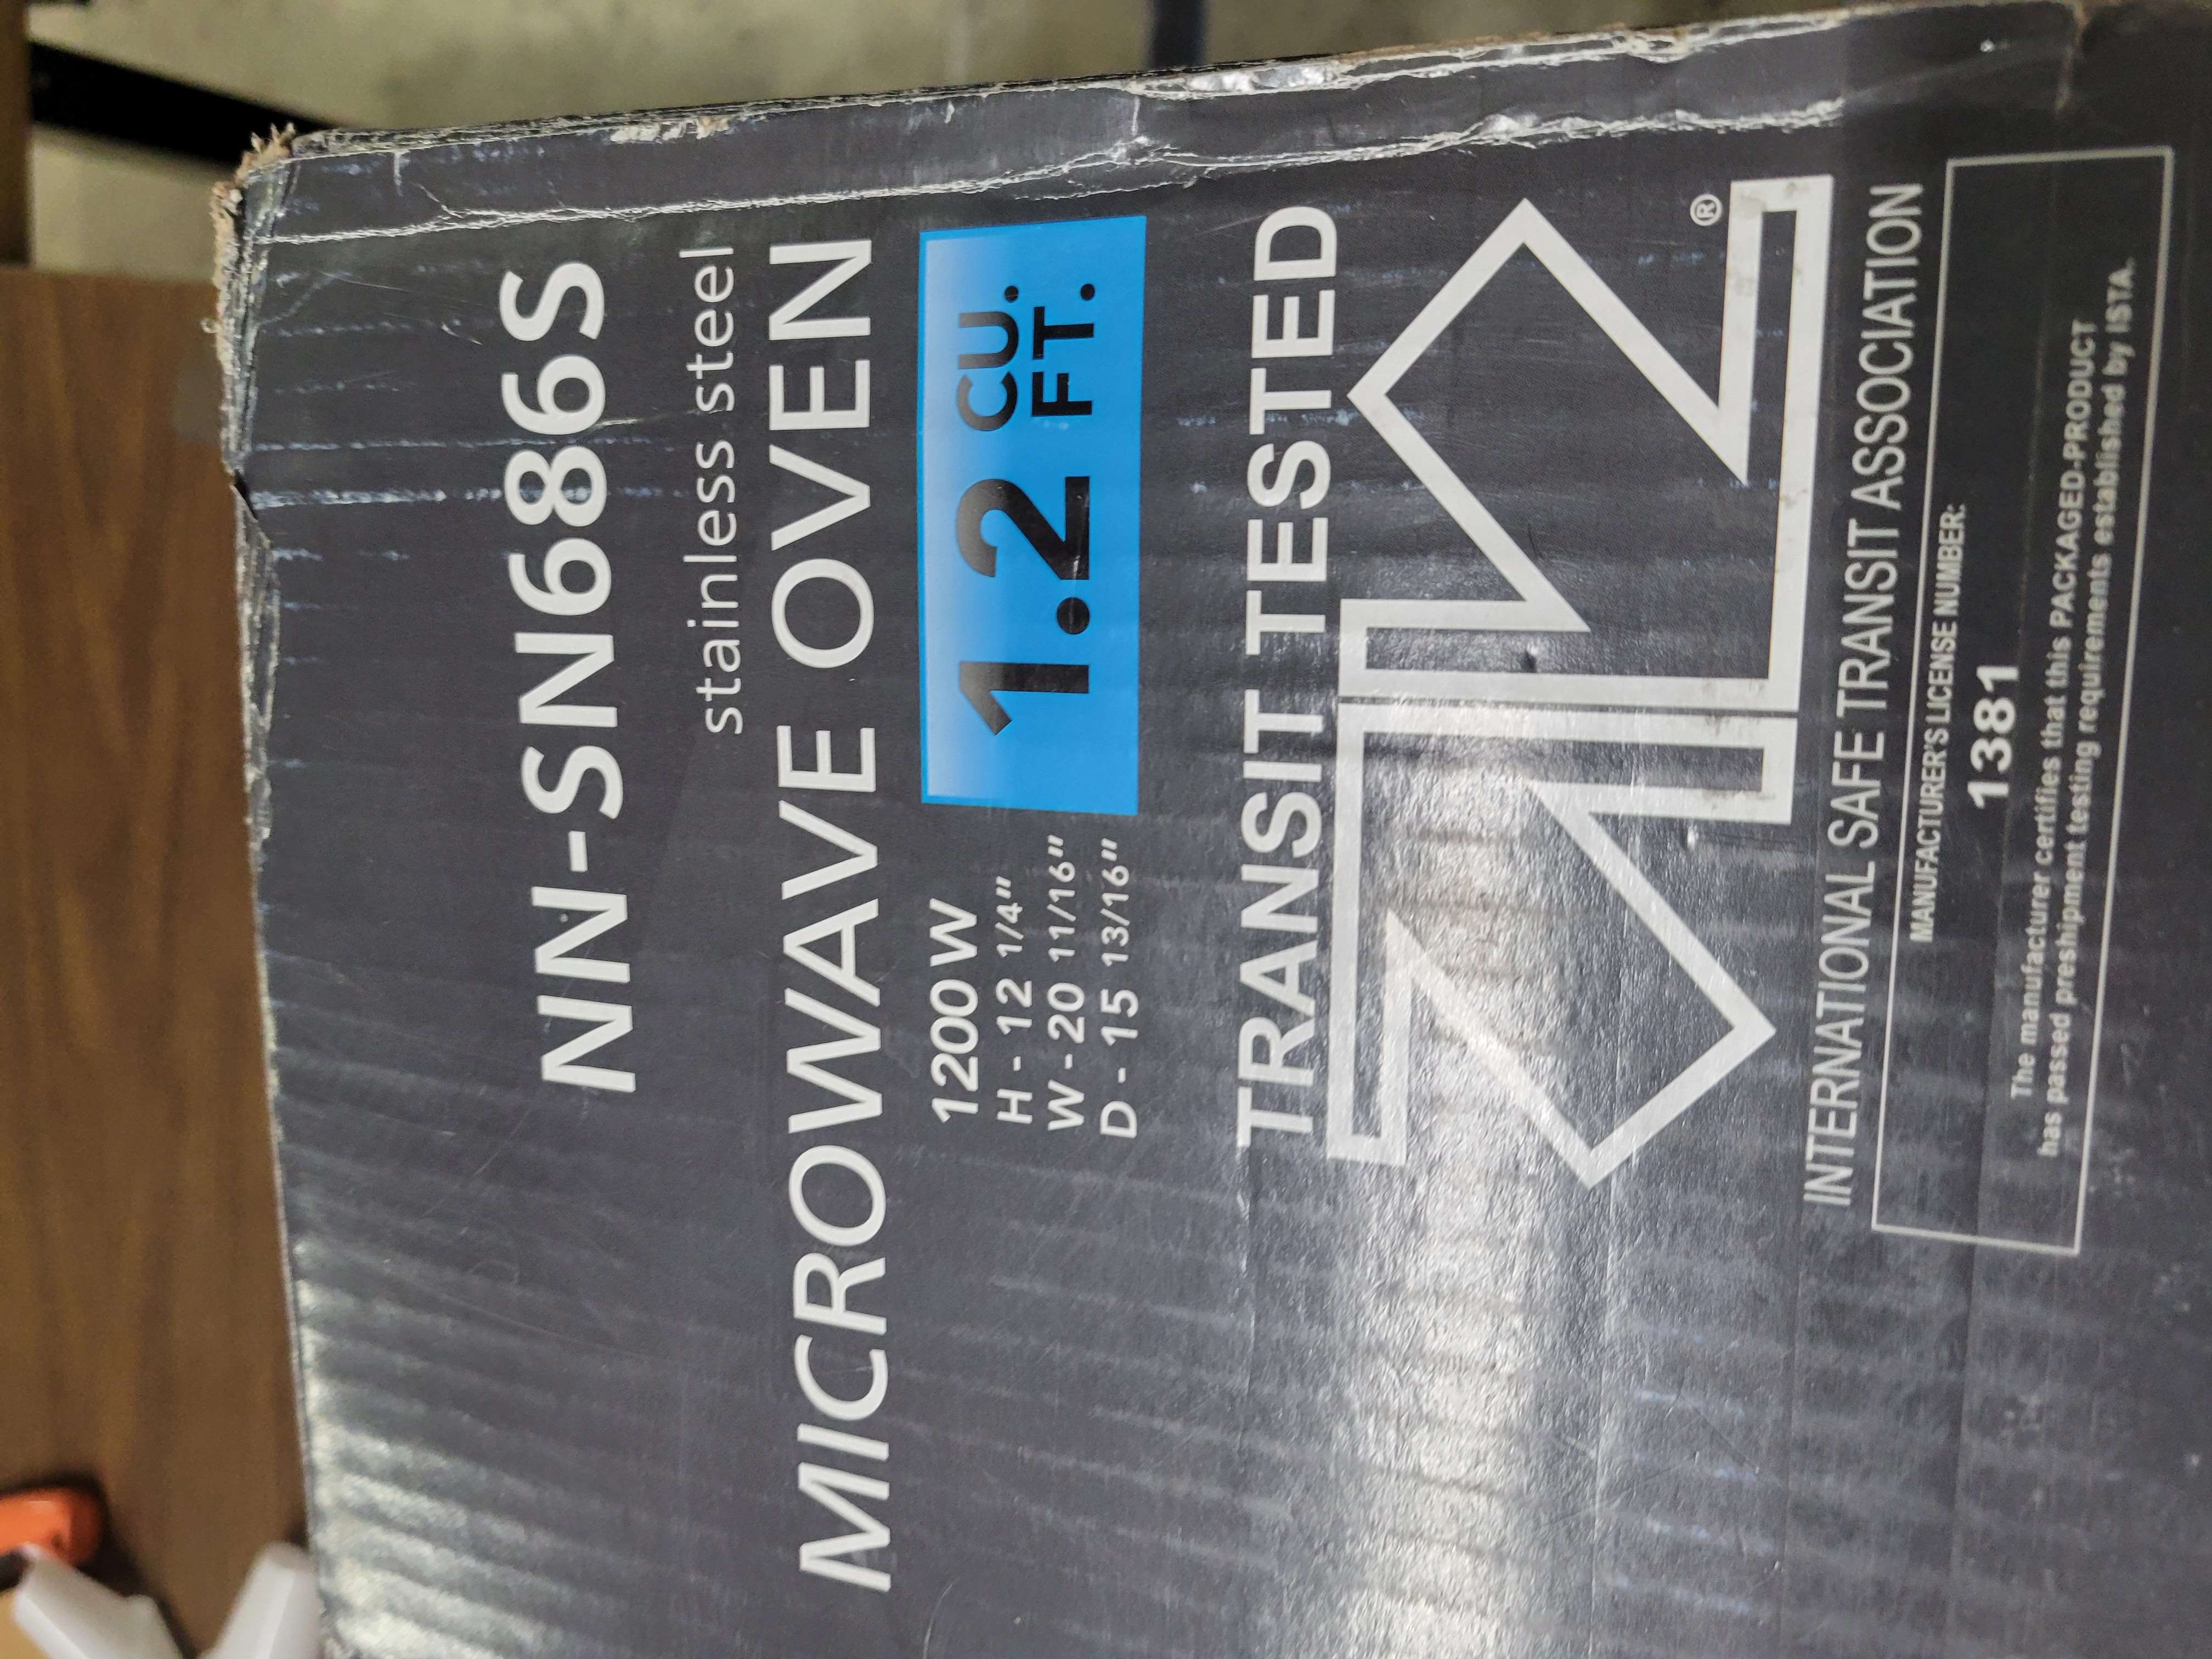 NN-SN686S
stainless steel
MICROWAVE OVEN
1200W
H - 12 1/4"
W - 20 11/16"
D - 15 13/16"
1.2 CU.
FT.
TRANSIT TESTED
®
INTERNATIONAL SAFE TRANSIT ASSOCIATION
MANUFACTURER'S LICENSE NUMBER:
1381
The manufacturer certifies that this PACKAGED-PRODUCT
has passed preshipment testing requirements established by ISTA.